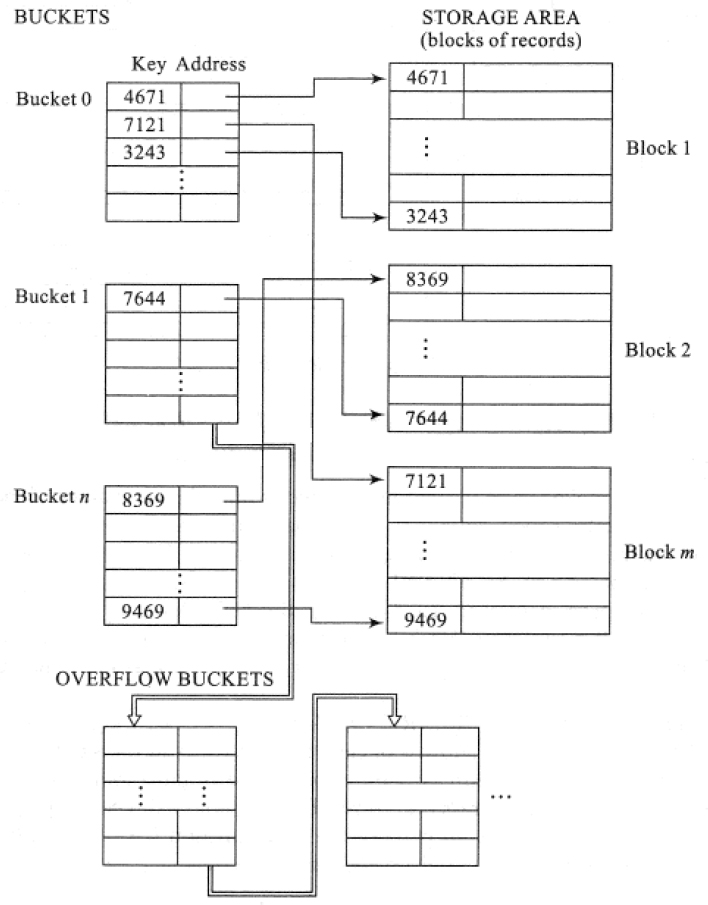 BUCKETS
STORAGE AREA
(blocks of records)
Key Address
Bucket 0
4671
7121
3243
⋮
4671
⋮
3243
Block 1
Bucket 1
7644
⋮
8369
⋮
7644
Block 2
Bucket n
8369
⋮
9469
7121
⋮
9469
Block m
OVERFLOW BUCKETS
⋮ ⋮
...